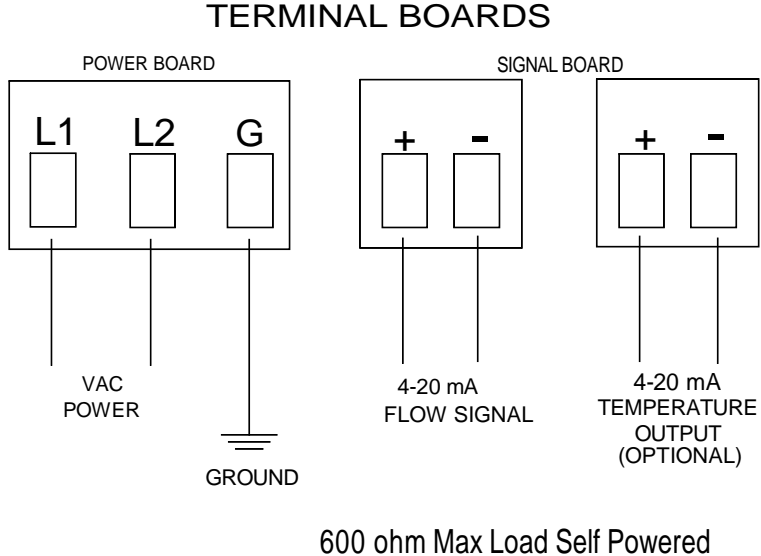 TERMINAL BOARDS
POWER BOARD
SIGNAL BOARD
L1 L2 G
+ -
+ -
VAC
POWER
GROUND
4-20 mA
FLOW SIGNAL
4-20 mA
TEMPERATURE
OUTPUT
(OPTIONAL)
600 ohm Max Load Self Powered